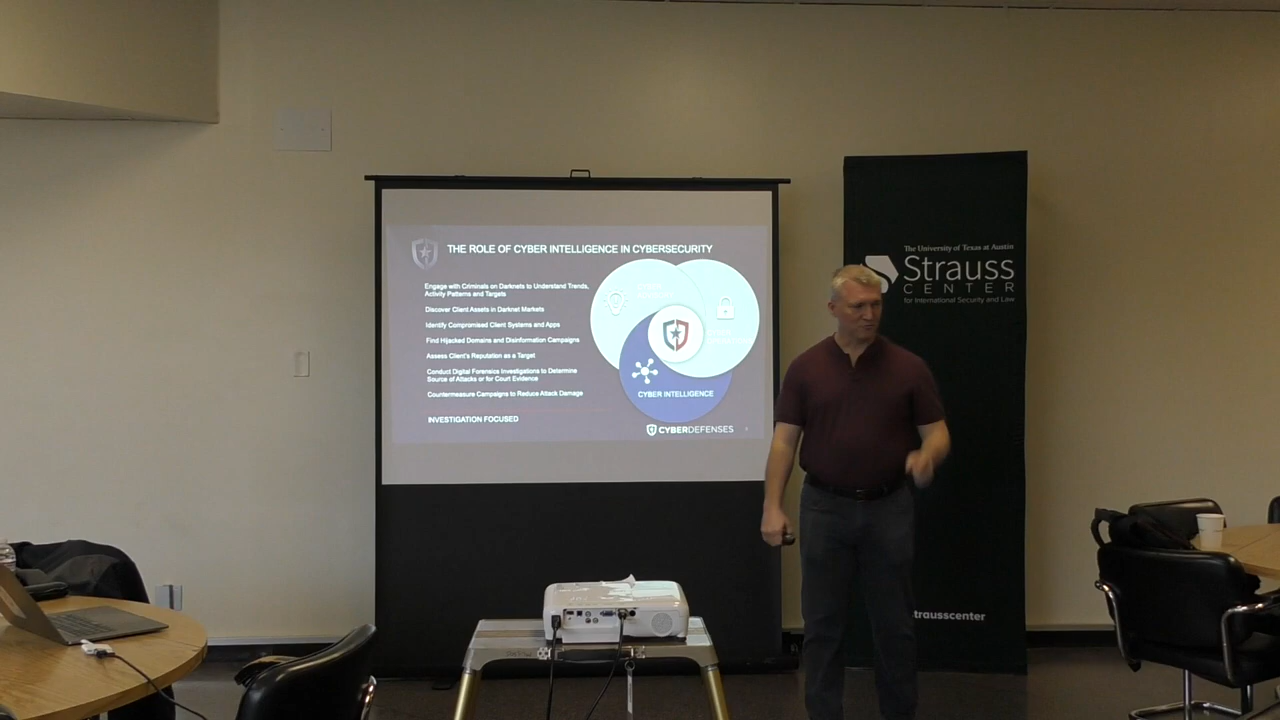 THE ROLE OF CYBER INTELLIGENCE IN CYBERSECURITY
Engage with Criminals on Darknets to Understand Trends,
Activity Patterns and Targets
Discover Client Assets in Darknet Markets
Identify Compromised Client Systems and Apps
Find Hijacked Domains and Disinformation Campaigns
Assess Client's Reputation as a Target
Conduct Digital Forensics Investigations to Determine
Source of Attacks or for Court Evidence
Countermeasure Campaigns to Reduce Attack Damage
INVESTIGATION FOCUSED
CYBER INTELLIGENCE
CYBERDEFENSES
The University of Texas at Austin
Strauss
CENTER
for International Security and Law
trausscenter